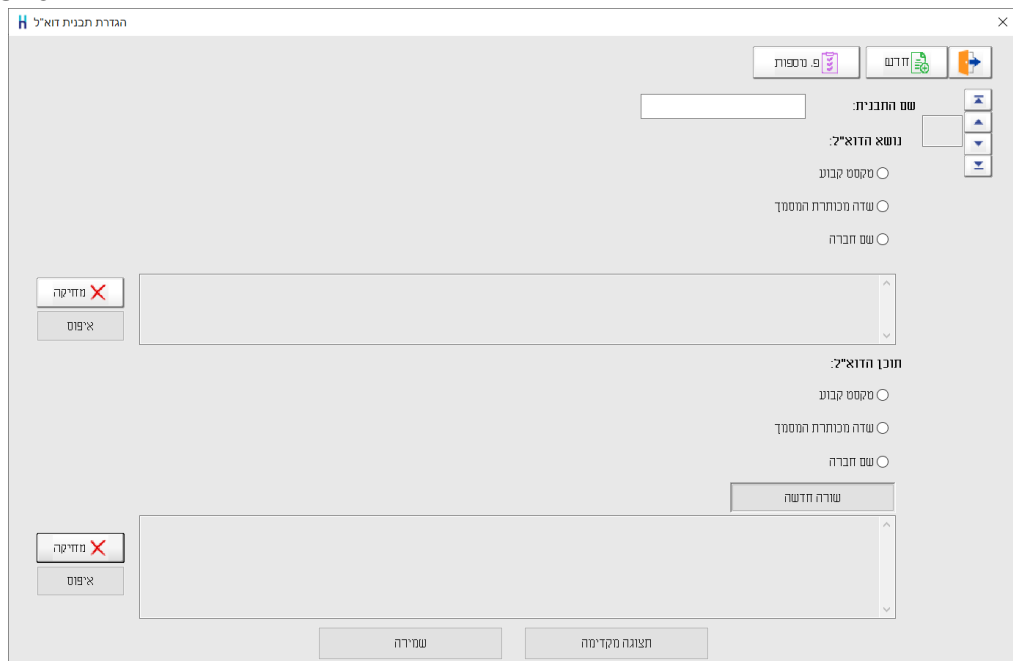 הגדרת תבנית דוא"ל
חדש
פ. נוספות
שם התבנית:
נושא הדוא"ל:
טקסט קבוע
שדה מכותרת המסמך
שם חברה
מחיקה
איפוס
תוכן הדוא"ל:
טקסט קבוע
שדה מכותרת המסמך
שם חברה
שורה חדשה
מחיקה
איפוס
תצוגה מקדימה
שמירה